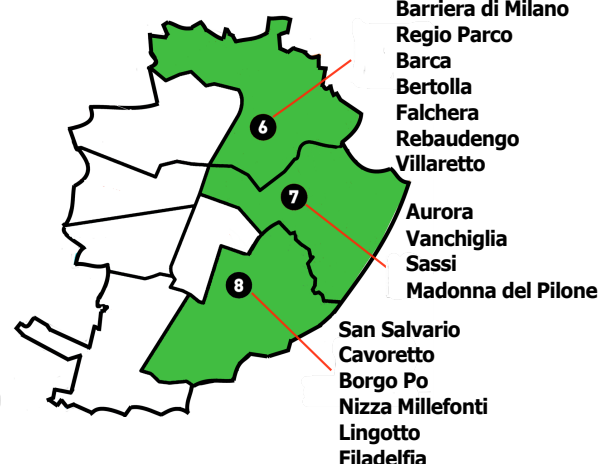 Barriera di Milano
Regio Parco
Barca
Bertolla
Falchera
Rebaudengo
Villaretto
6
7
Aurora
Vanchiglia
Sassi
Madonna del Pilone
8
San Salvario
Cavoretto
Borgo Po
Nizza Millefonti
Lingotto
Filadelfia